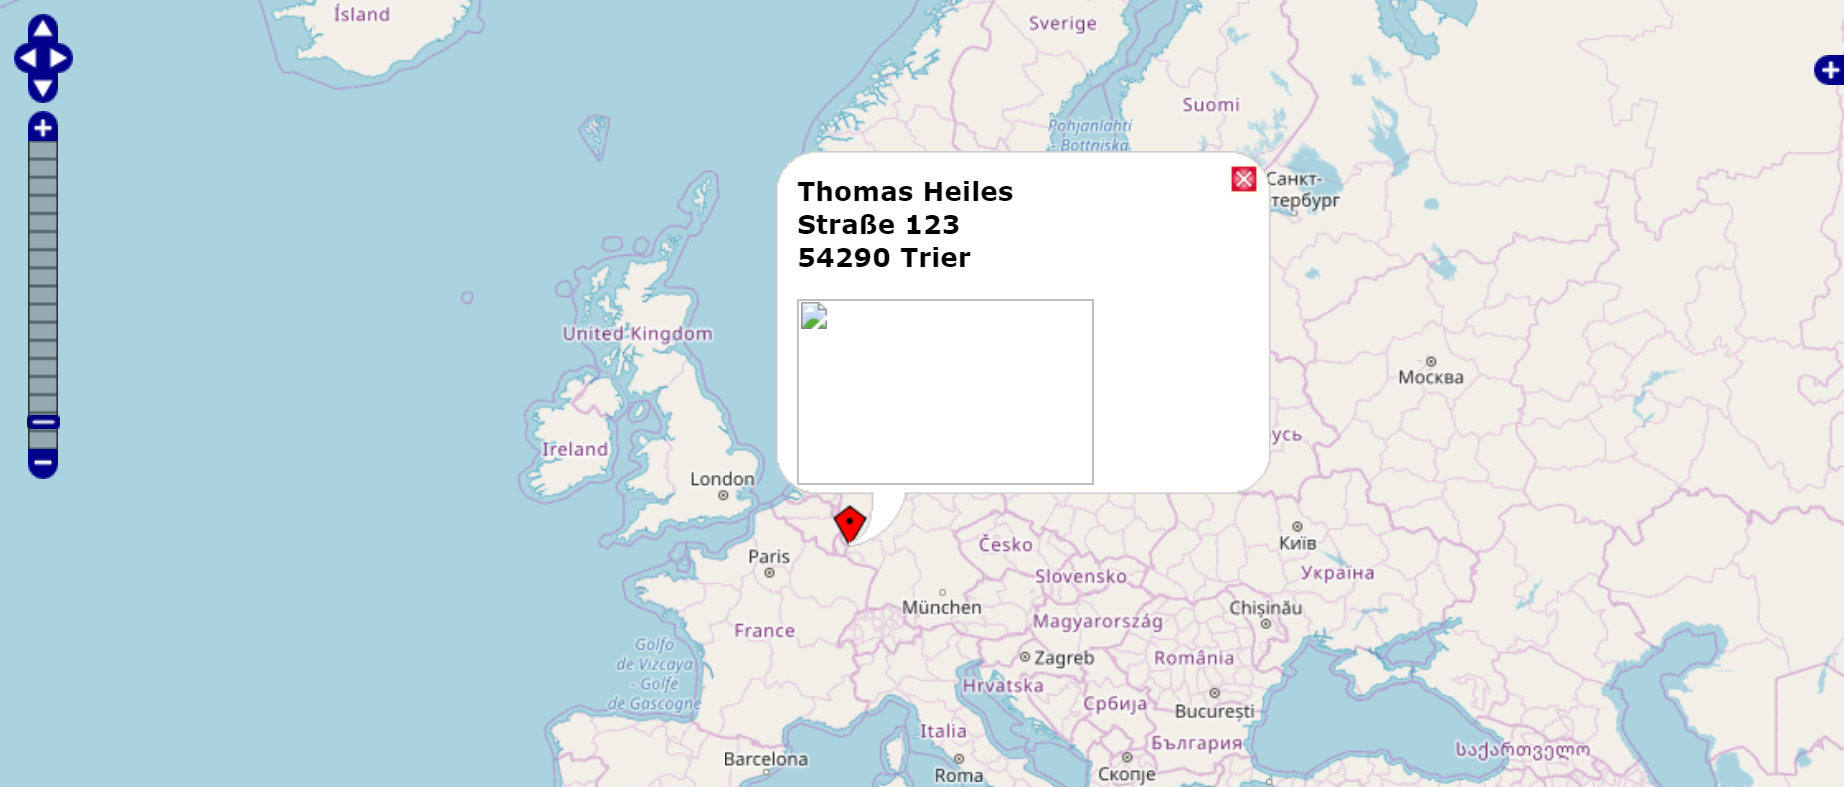 Ísland
Sverige
Suomi
Pohjanlahti
- Bottniska
Санкт-
тербург
Thomas Heiles
Straße 123
54290 Trier
United Kingdom
Москва
усь
Ireland
London
Paris
Česko
Київ
Slovensko
Україна
München
Chișinău
Magyarország
France
Golfo
de Vizcaya
- Golfe
de Gascogne
Zagreb
România
Hrvatska
Србија
București
Italia
България
საქართველო
Barcelona
Roma
Скопје